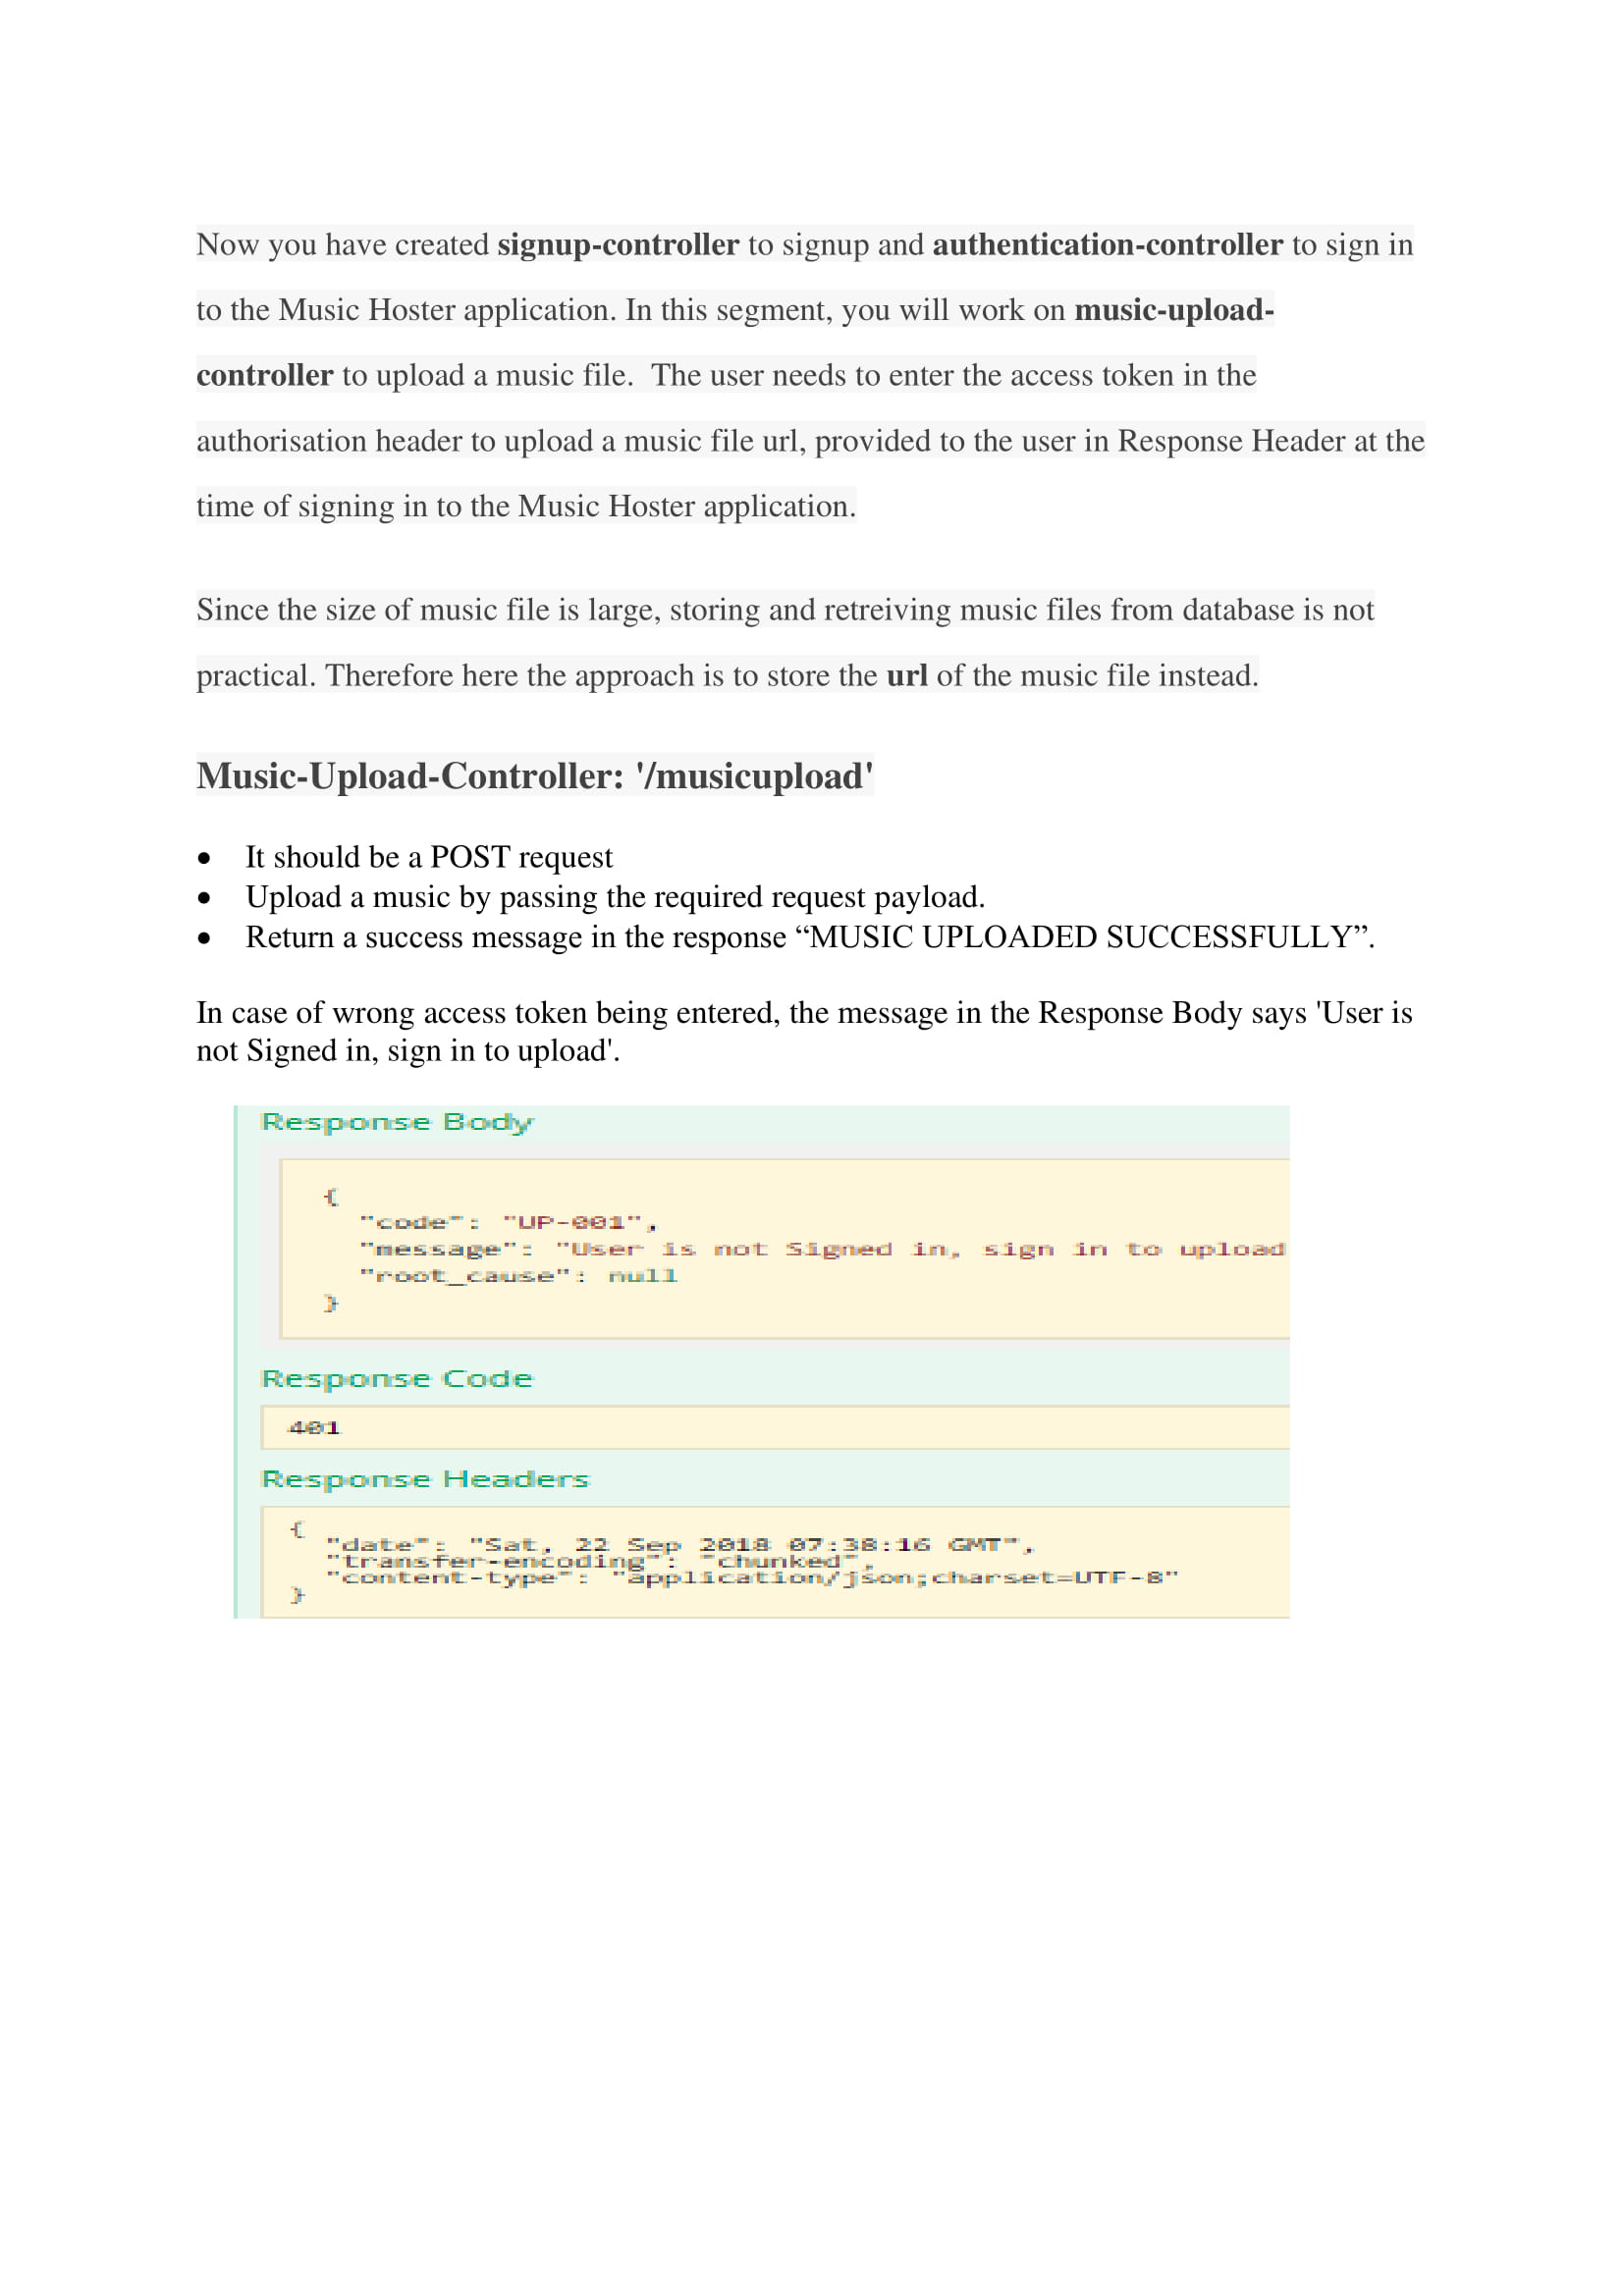 Now you have created signup-controller to signup and authentication-controller to sign in
to the Music Hoster application. In this segment, you will work on music-upload-
controller to upload a music file.  The user needs to enter the access token in the
authorisation header to upload a music file url, provided to the user in Response Header at the
time of signing in to the Music Hoster application.
Since the size of music file is large, storing and retreiving music files from database is not
practical. Therefore here the approach is to store the url of the music file instead.
Music-Upload-Controller: '/musicupload'
• It should be a POST request
• Upload a music by passing the required request payload.
• Return a success message in the response “MUSIC UPLOADED SUCCESSFULLY”.
In case of wrong access token being entered, the message in the Response Body says 'User is
not Signed in, sign in to upload'.
Response Body
{
"code": "UP-001",
"message": "User is not Signed in, sign in to upload
"root_cause": null
}
Response Code
401
Response Headers
{
"date": "Sat, 22 Sep 2018 07:38:16 GMT",
"transfer-encoding": "chunked",
"content-type": "application/json;charset=UTF-8"
}